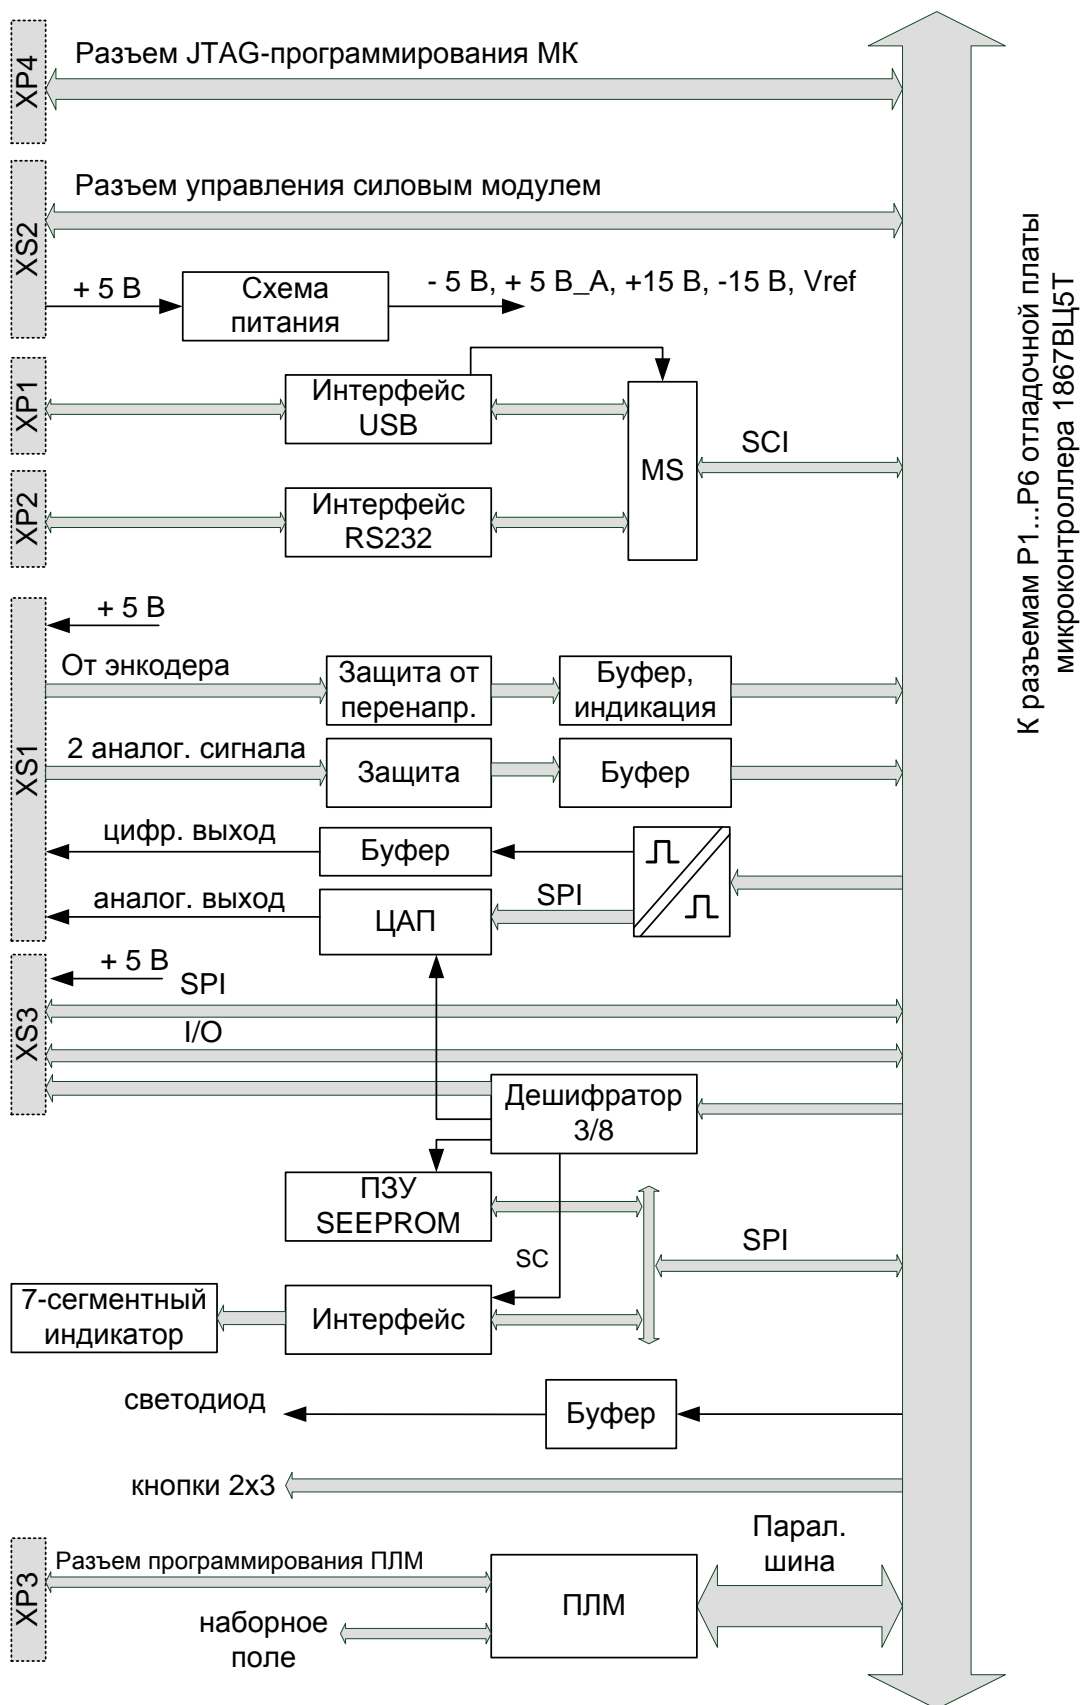 XP4
Разъем JTAG-программирования МК
XS2
Разъем управления силовым модулем
+ 5 В
Схема
питания
- 5 В, + 5 В_А, +15 В, -15 В, Vref
XP1
Интерфейс
USB
MS
SCI
XP2
Интерфейс
RS232
К разъемам P1...P6 отладочной платы
микроконтроллера 1867ВЦ5Т
XS1
+ 5 В
От энкодера
Защита от
перенапр.
Буфер,
индикация
2 аналог. сигнала
Защита
Буфер
цифр. выход
Буфер
аналог. выход
ЦАП
SPI
XS3
+ 5 В
SPI
I/O
Дешифратор
3/8
ПЗУ
SEEPROM
SC
SPI
7-сегментный
индикатор
Интерфейс
светодиод
Буфер
кнопки 2х3
XP3
Разъем программирования ПЛМ
ПЛМ
Парал.
шина
наборное
поле